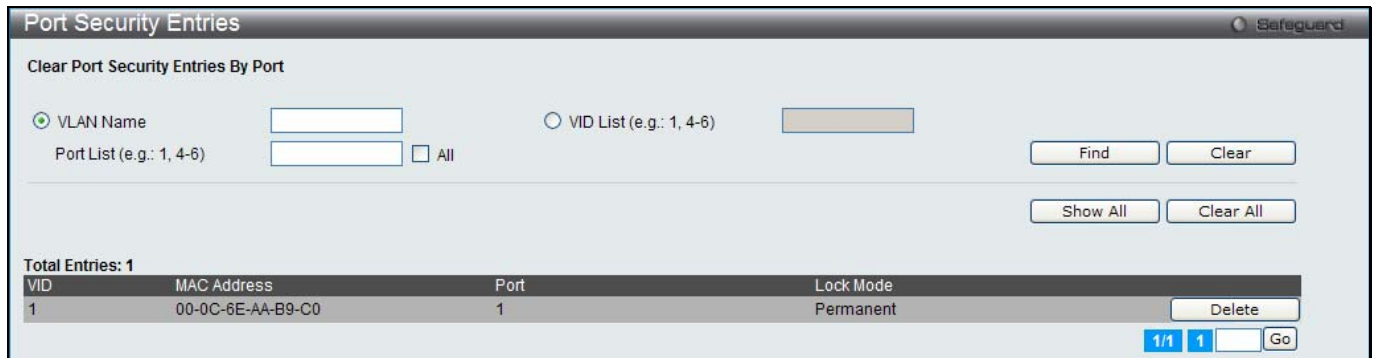 Port Security Entries
Safeguard
Clear Port Security Entries By Port
VLAN Name
VID List (e.g.: 1, 4-6)
Port List (e.g.: 1, 4-6)
All
Find
Clear
Show All
Clear All
Total Entries: 1
VID MAC Address Port Lock Mode
1 00-0C-6E-AA-B9-C0 1 Permanent Delete
1/1 1 Go